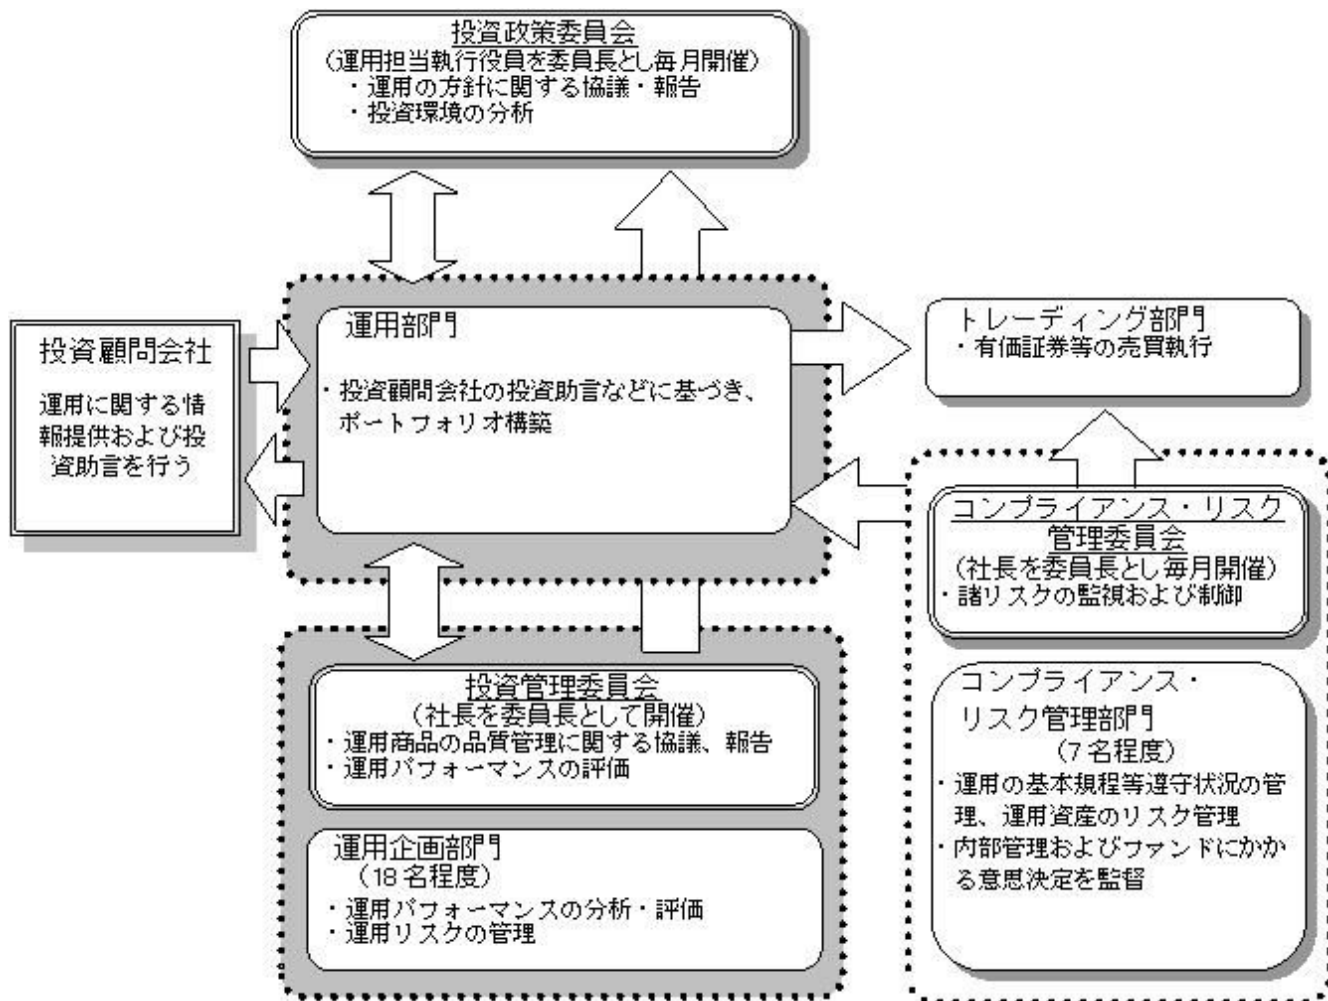 投資政策委員会
（運用担当執行役員を委員長とし毎月開催）
・運用の方針に関する協議・報告
・投資環境の分析
投資顧問会社
運用に関する情
報提供および投
資助言を行う
運用部門
・投資顧問会社の投資助言などに基づき、
ポートフォリオ構築
トレーディング部門
・有価証券等の売買執行
コンプライアンス・リスク
管理委員会
（社長を委員長とし毎月開催）
・諸リスクの監視および制御
コンプライアンス・
リスク管理部門
（7名程度）
・運用の基本規程等遵守状況の管
理、運用資産のリスク管理
・内部管理およびファンドにかか
る意思決定を監督
投資管理委員会
（社長を委員長として開催）
・運用商品の品質管理に関する協議、報告
・運用パフォーマンスの評価
運用企画部門
（18名程度）
・運用パフォーマンスの分析・評価
・運用リスクの管理